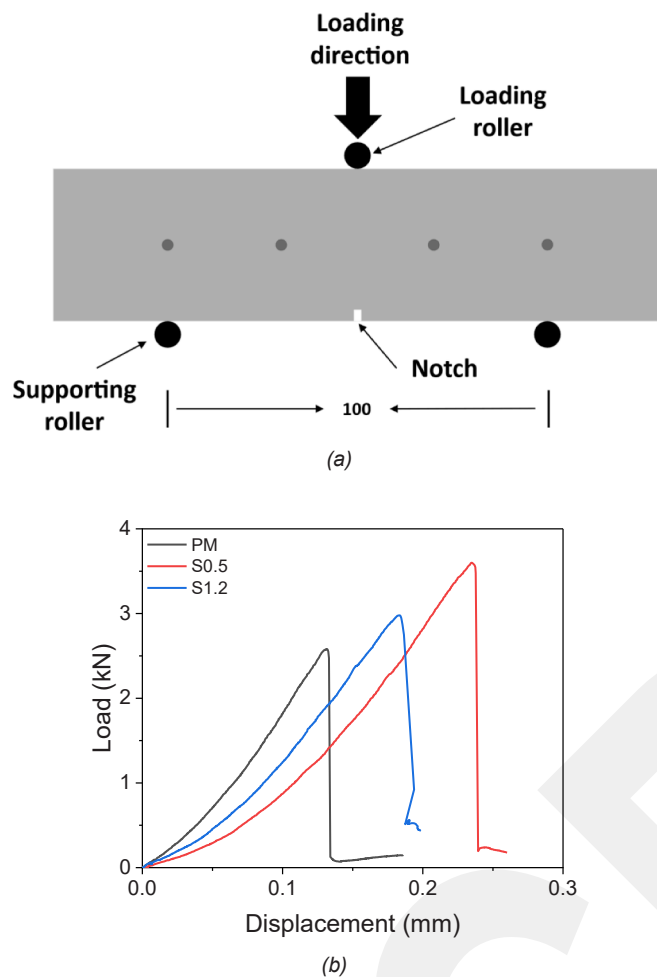 Loading
direction
Loading
roller
Notch
Supporting
roller
100
(a)
4
3
2
1
0
PM
S0.5
S1.2
Load (kN)
0.0
0.1
0.2
0.3
Displacement (mm)
(b)